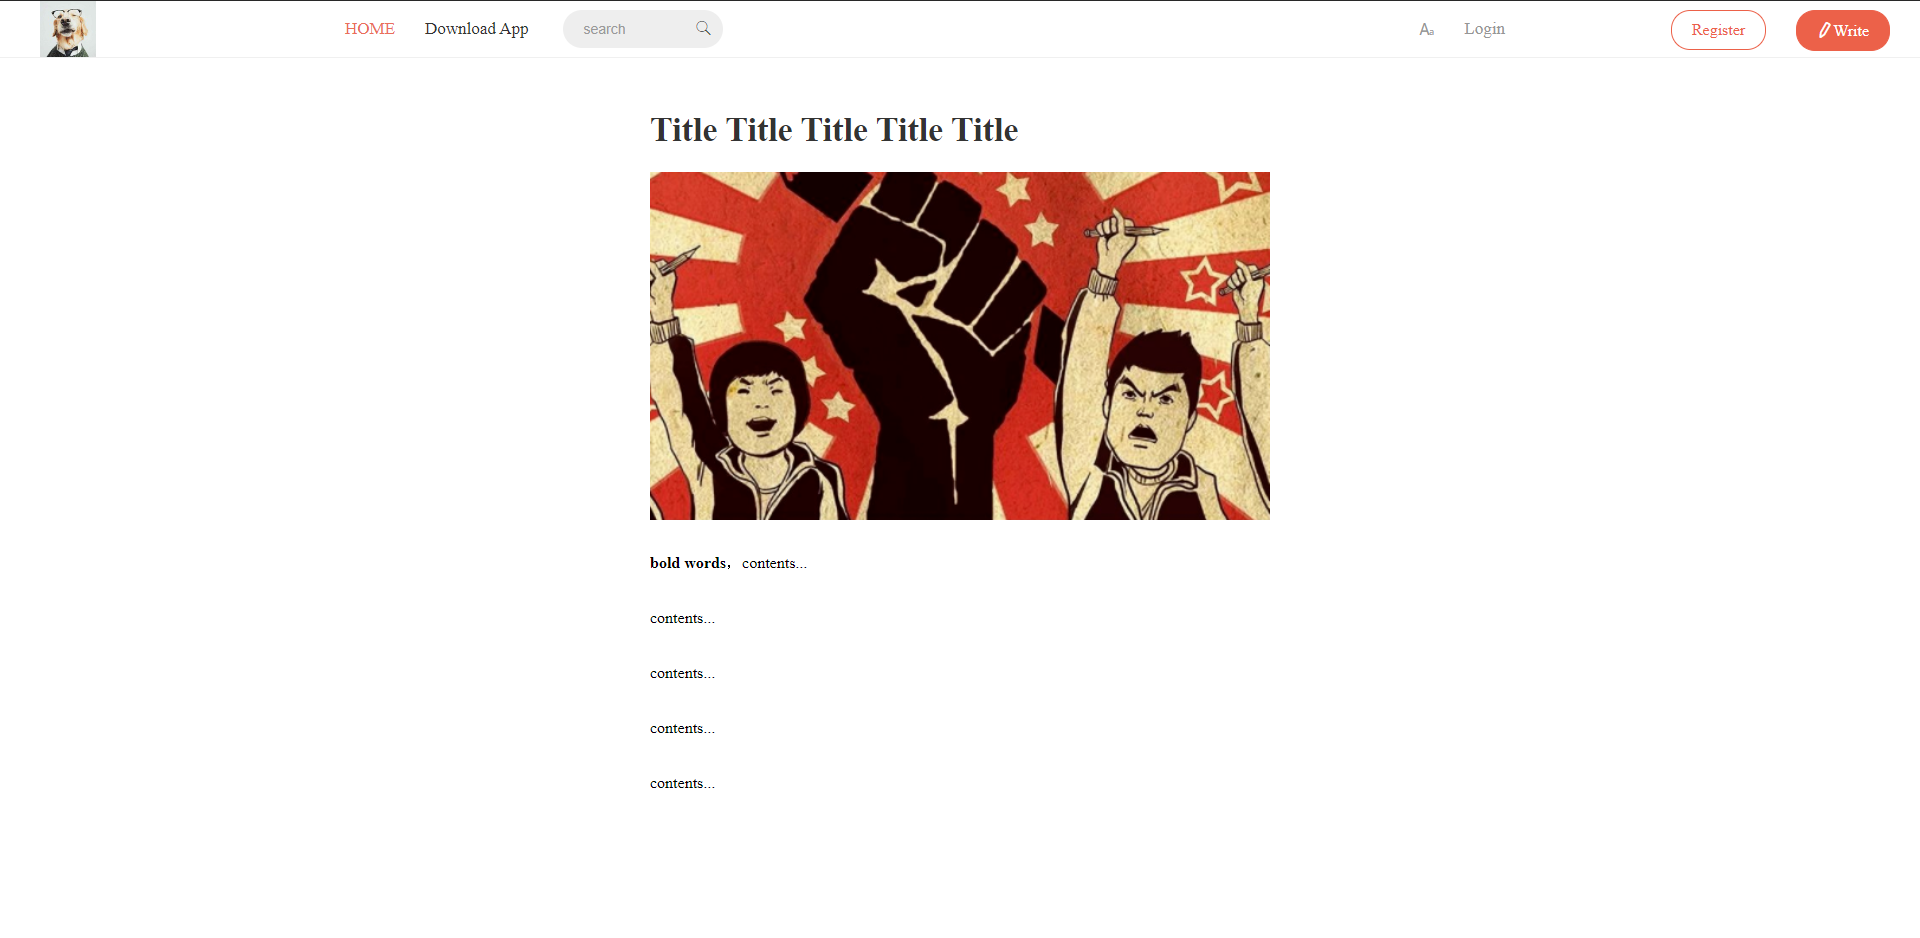 HOME Download App search Aa Login Register Write
Title Title Title Title Title
bold words，contents...
contents...
contents...
contents...
contents...